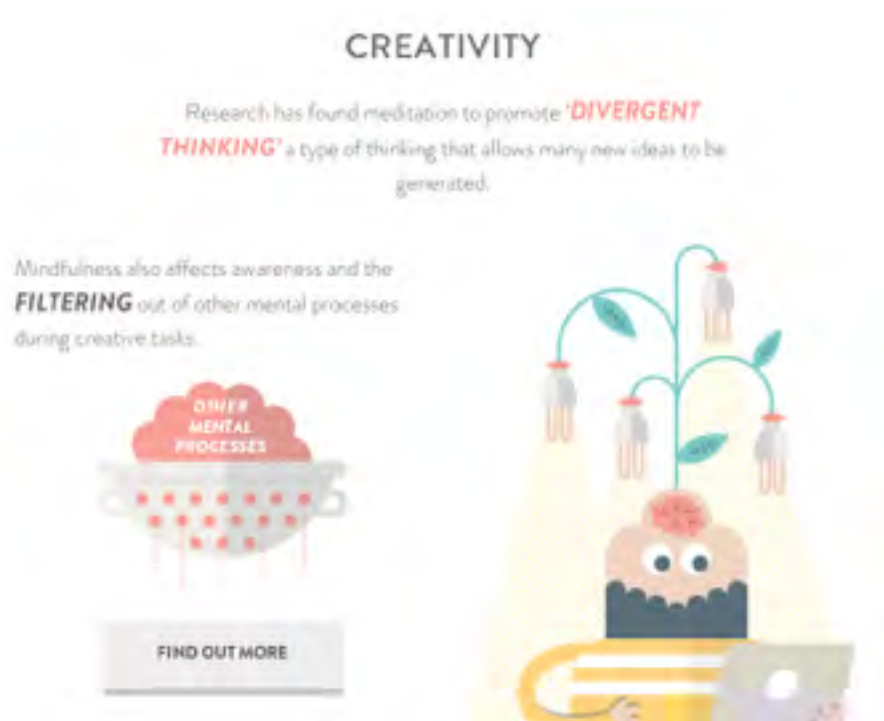 CREATIVITY
Research has found meditation to promote 'DIVERGENT
THINKING' a type of thinking that allows many new ideas to be
generated.
Mindfulness also affects awareness and the
FILTERING out of other mental processes
during creative tasks.
OTHER
MENTAL
PROCESSES
FIND OUT MORE